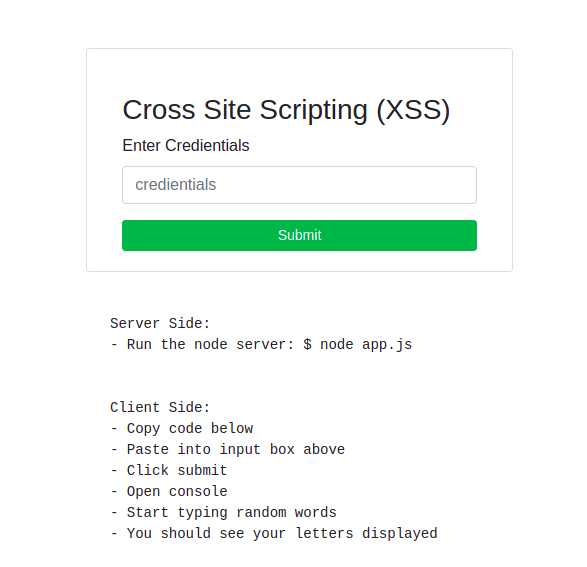 Cross Site Scripting (XSS)
Enter Credentials
credentials
Submit
Server Side:
- Run the node server: $ node app.js
Client Side:
- Copy code below
- Paste into input box above
- Click submit
- Open console
- Start typing random words
- You should see your letters displayed